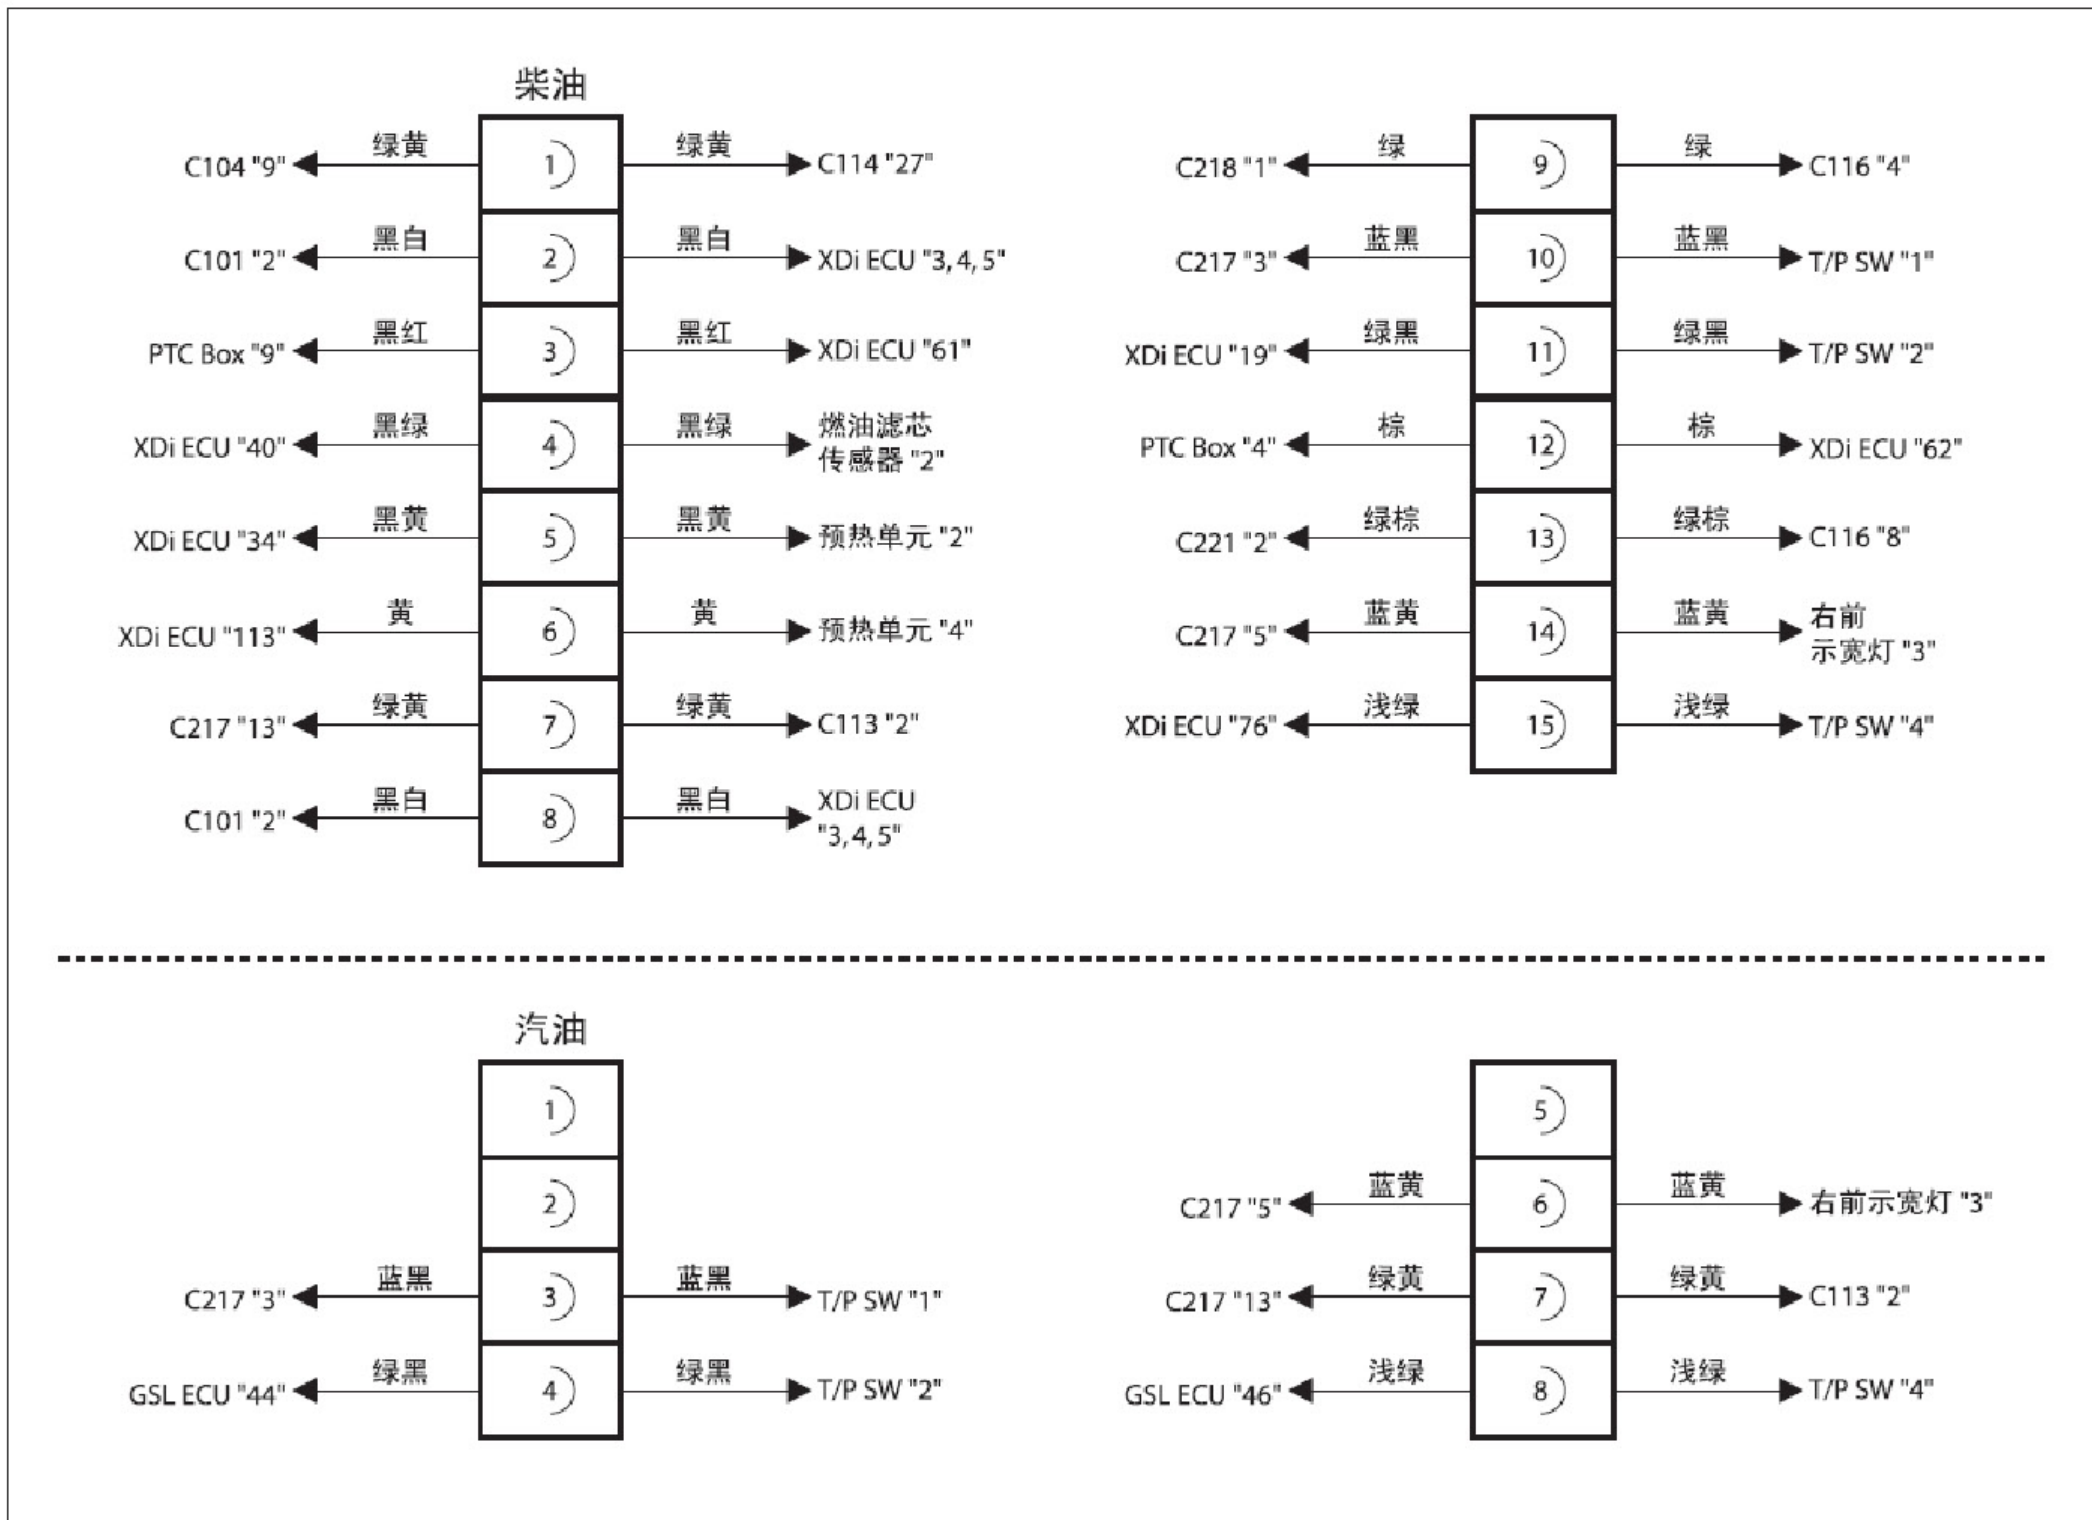 柴油
C104 "9" 绿黄 1 绿黄 C114 "27"
C101 "2" 黑白 2 黑白 XDi ECU "3,4,5"
PTC Box "9" 黑红 3 黑红 XDi ECU "61"
XDi ECU "40" 黑绿 4 黑绿 燃油滤芯
传感器 "2"
XDi ECU "34" 黑黄 5 黑黄 预热单元 "2"
XDi ECU "113" 黄 6 黄 预热单元 "4"
C217 "13" 绿黄 7 绿黄 C113 "2"
C101 "2" 黑白 8 黑白 XDi ECU
"3,4,5"
C218 "1" 绿 9 绿 C116 "4"
C217 "3" 蓝黑 10 蓝黑 T/P SW "1"
XDi ECU "19" 绿黑 11 绿黑 T/P SW "2"
PTC Box "4" 棕 12 棕 XDi ECU "62"
C221 "2" 绿棕 13 绿棕 C116 "8"
C217 "5" 蓝黄 14 蓝黄 右前
示宽灯 "3"
XDi ECU "76" 浅绿 15 浅绿 T/P SW "4"
汽油
1
2
C217 "3" 蓝黑 3 蓝黑 T/P SW "1"
GSL ECU "44" 绿黑 4 绿黑 T/P SW "2"
5
C217 "5" 蓝黄 6 蓝黄 右前示宽灯 "3"
C217 "13" 绿黄 7 绿黄 C113 "2"
GSL ECU "46" 浅绿 8 浅绿 T/P SW "4"